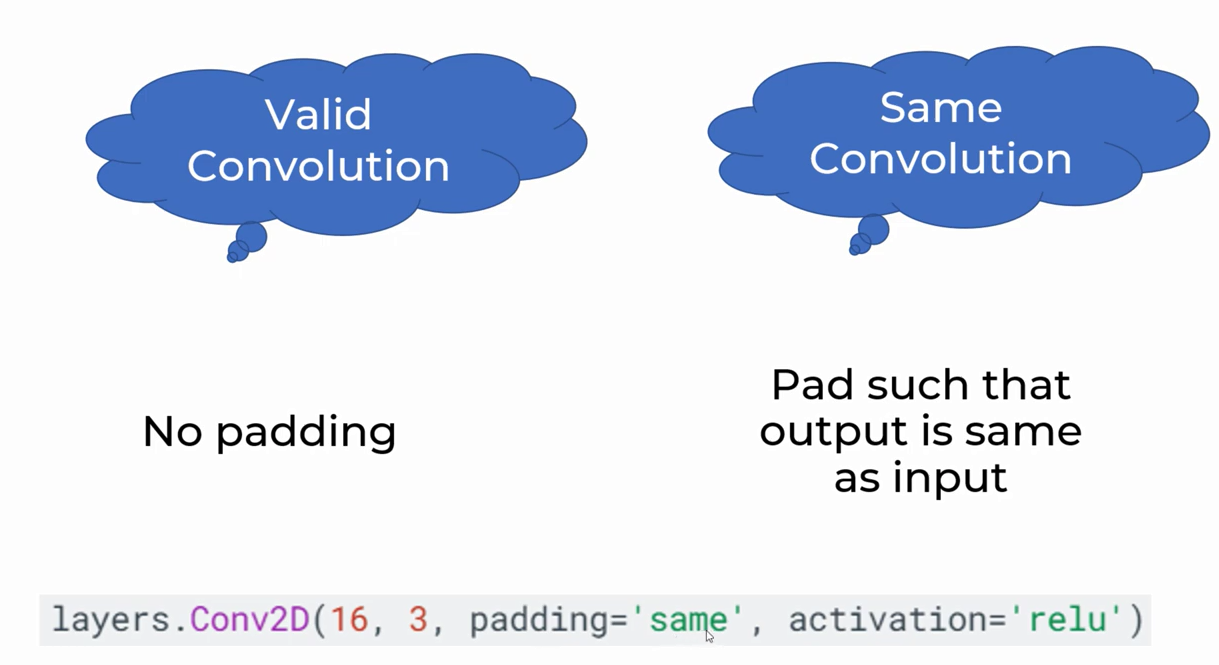 Valid
Convolution
Same
Convolution
No padding
Pad such that
output is same
as input
layers.Conv2D(16, 3, padding='same', activation='relu')